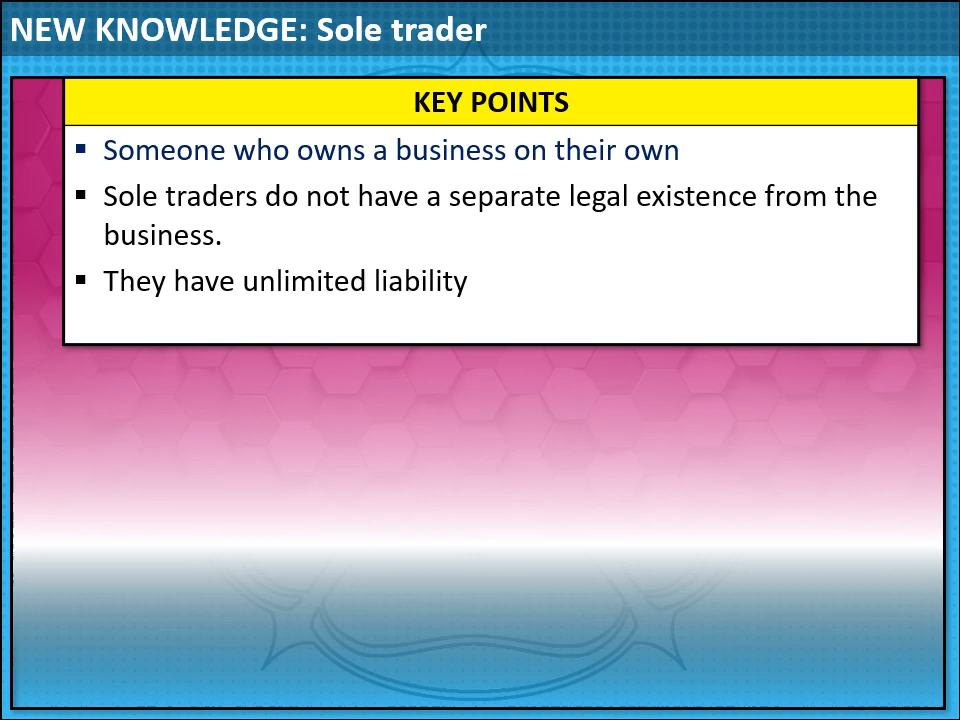 NEW KNOWLEDGE: Sole trader
KEY POINTS
▪ Someone who owns a business on their own
▪ Sole traders do not have a separate legal existence from the
business.
▪ They have unlimited liability